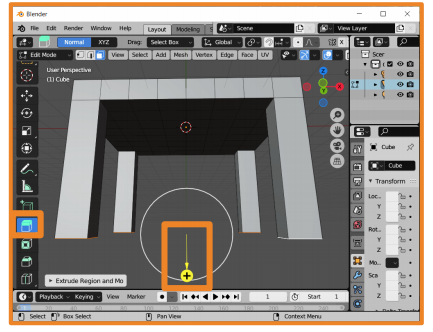 Blender
File Edit Render Window Help Layout Modeling Scene View Layer
Normal XYZ Drag: Select Box Global
Edit Mode View Select Add Mesh Vertex Edge Face UV
User Perspective
(1) Cube
Cube
Cube
Transform
Loc..
Y
Z
Rot..
Y
Z
Mo..
Sca
Y
Z
Extrude Region and Mo
Playback Keying View Marker 1 Start 1
Select Box Select Pan View Context Menu